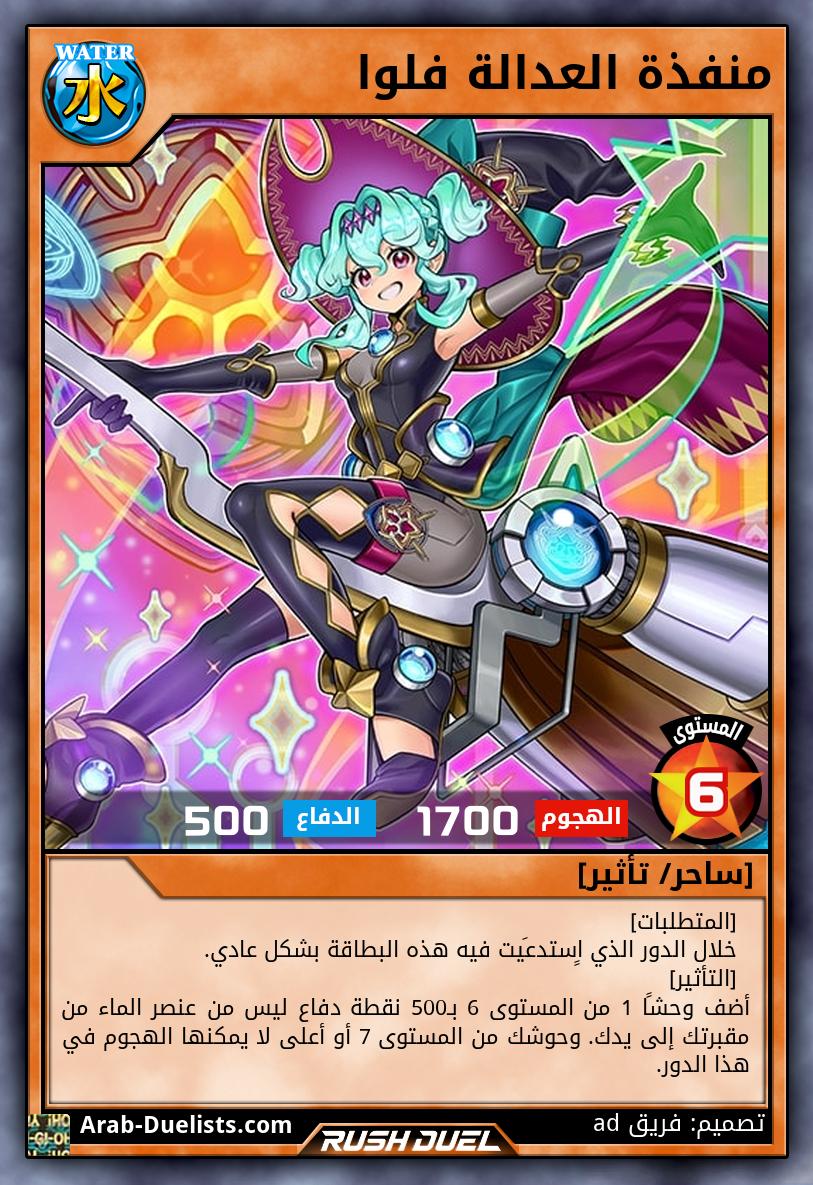 منفذة العدالة فلوا
WATER
水
المستوى
6
الهجوم 1700 الدفاع 500
[ساحر/ تأثير]
[المتطلبات]
خلال الدور الذي اِستدعَيت فيه هذه البطاقة بشكل عادي.
[التأثير]
أضف وحشاً 1 من المستوى 6 بـ500 نقطة دفاع ليس من عنصر الماء من
مقبرتك إلى يدك. وحوشك من المستوى 7 أو أعلى لا يمكنها الهجوم في
هذا الدور.
تصميم: فريق ad
RUSH DUEL
Arab-Duelists.com